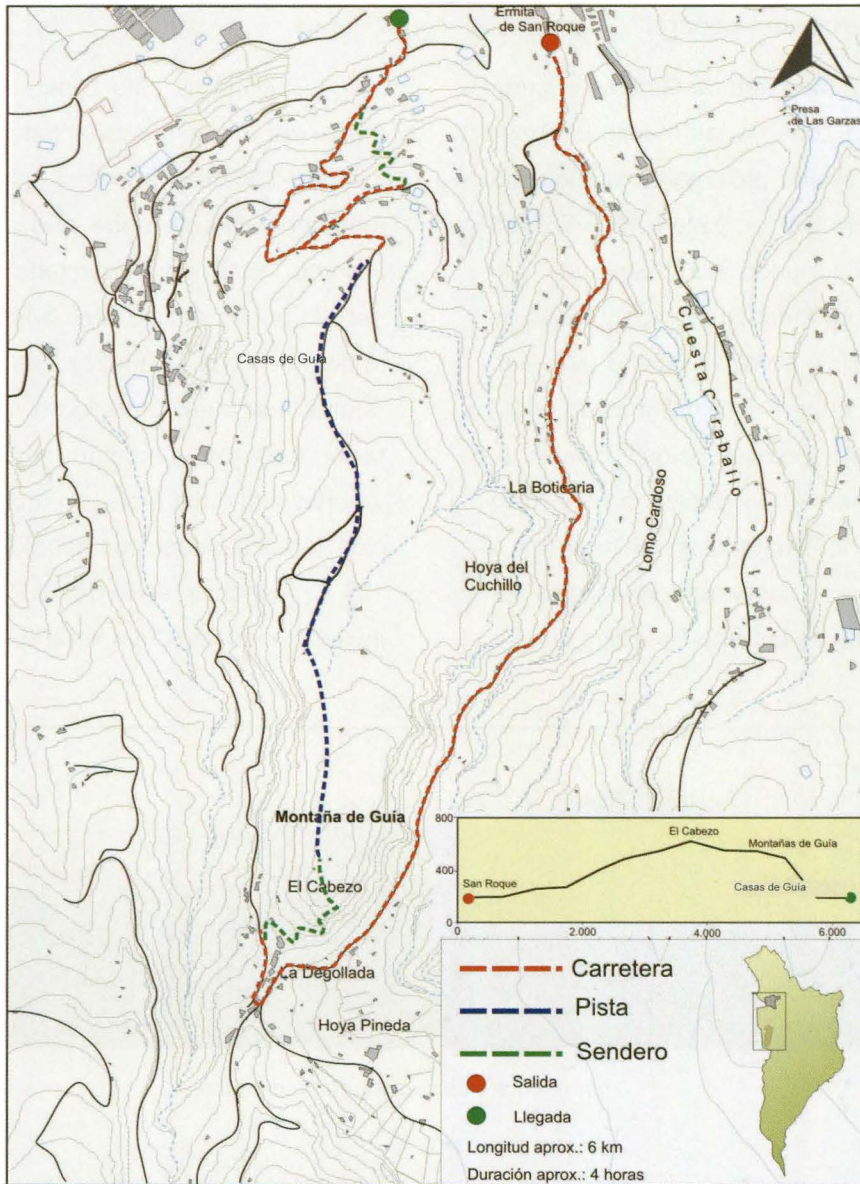 Ermita
de San Roque
Presa
de Las Garzas
Cuesta Caraballo
Casas de Guía
La Boticaria
Lomo Cardoso
Hoya del
Cuchillo
Montaña de Guía
El Cabezo
La Degollada
Hoya Pineda
800
400
0
San Roque
El Cabezo
Montañas de Guía
Casas de Guía
0
2.000
4.000
6.000
Carretera
Pista
Sendero
Salida
Llegada
Longitud aprox.: 6 km
Duración aprox.: 4 horas